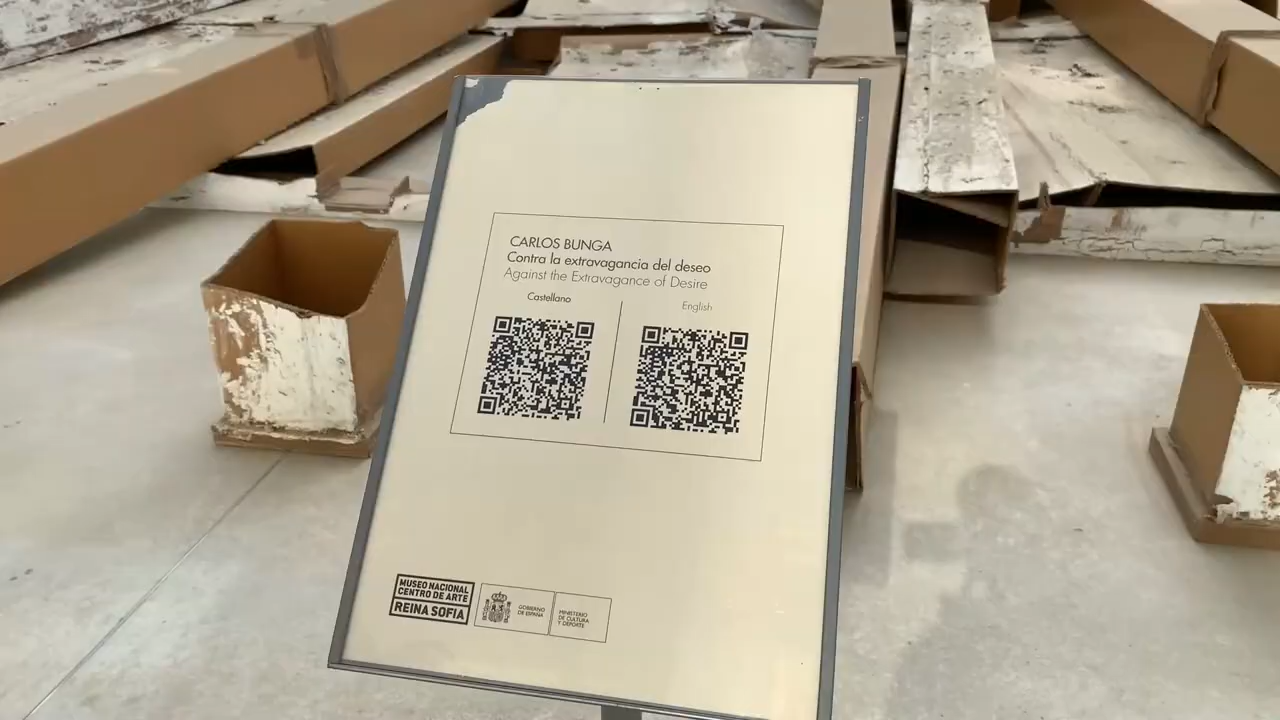 CARLOS BUNGA
Contra la extravagancia del deseo
Against the Extravagance of Desire
Castellano
English
MUSEO NACIONAL
CENTRO DE ARTE
REINA SOFIA
GOBIERNO
DE ESPAÑA
MINISTERIO
DE CULTURA
Y DEPORTE